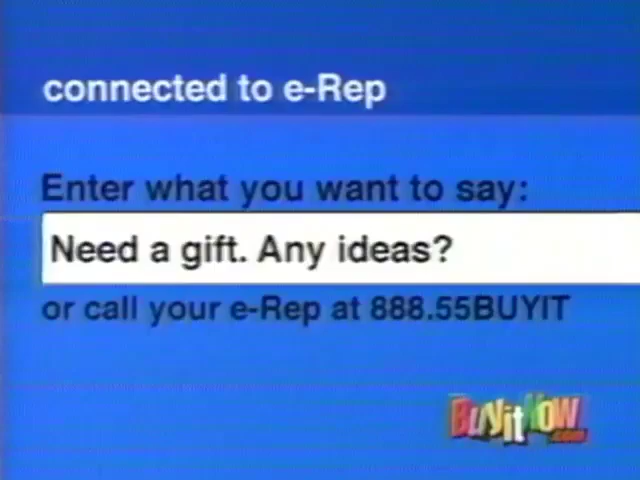 connected to e-Rep
Enter what you want to say:
Need a gift. Any ideas?
or call your e-Rep at 888.55BUYIT
BuyitNow
.com